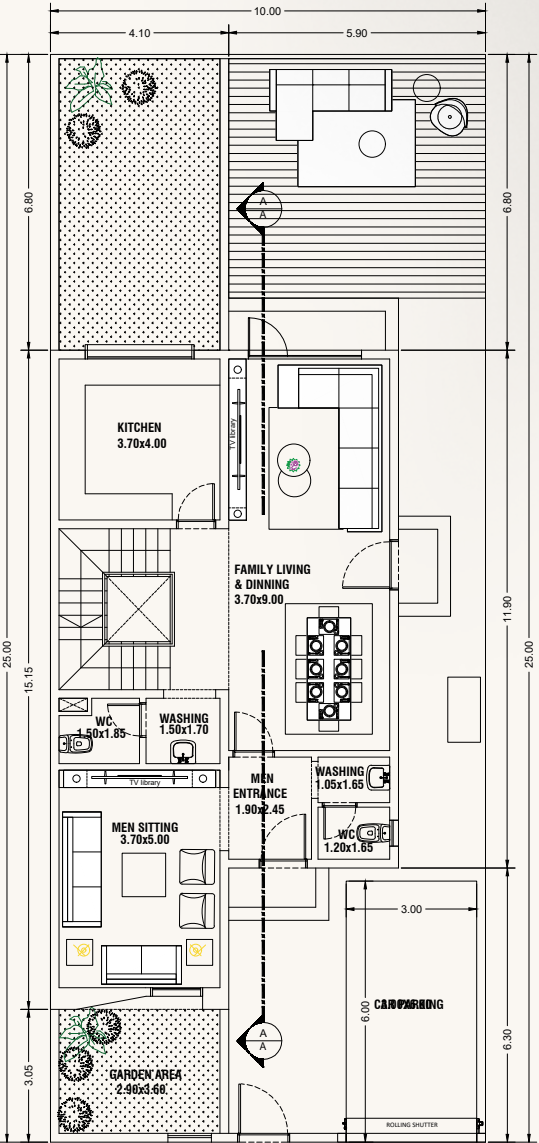 10.00
4.10
5.90
6.80
6.80
A
A
KITCHEN
3.70x4.00
TV library
FAMILY LIVING
& DINNING
3.70x9.00
25.00
15.15
11.90
25.00
WC
1.50x1.85
WASHING
1.50x1.70
TV library
MEN
ENTRANCE
1.90x2.45
WASHING
1.05x1.65
MEN SITTING
3.70x5.00
WC
1.20x1.65
3.00
6.00
CAR PARKING
6.30
3.05
A
A
GARDEN AREA
2.90x3.60
ROLLING SHUTTER